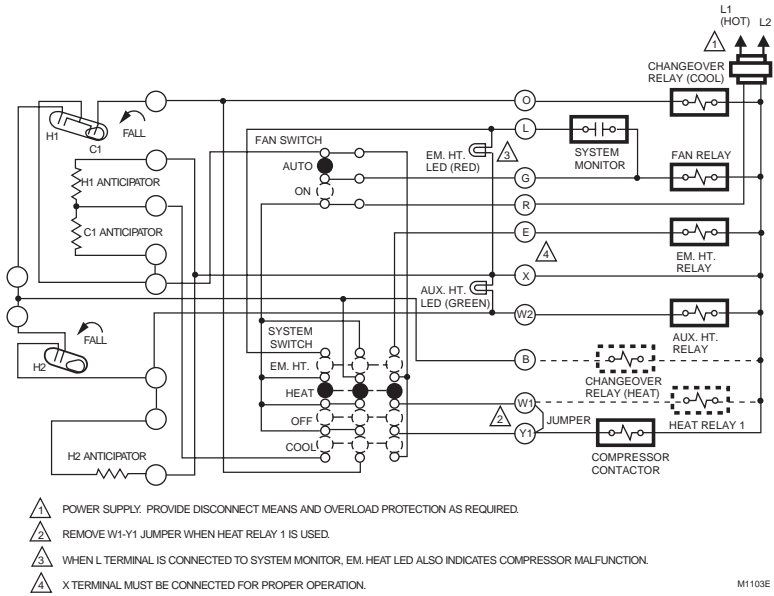 L1
(HOT) L2
1
CHANGEOVER
RELAY (COOL)
O
H1
C1
FALL
FAN SWITCH
L
EM. HT.
LED (RED)
3
SYSTEM
MONITOR
FAN RELAY
AUTO
G
H1 ANTICIPATOR
ON
R
C1 ANTICIPATOR
E
4
EM. HT.
RELAY
X
AUX. HT.
LED (GREEN)
W2
AUX. HT.
RELAY
FALL
H2
SYSTEM
SWITCH
EM. HT.
B
CHANGEOVER
RELAY (HEAT)
HEAT
W1
2
JUMPER
HEAT RELAY 1
OFF
Y1
COOL
COMPRESSOR
CONTACTOR
H2 ANTICIPATOR
1 POWER SUPPLY. PROVIDE DISCONNECT MEANS AND OVERLOAD PROTECTION AS REQUIRED.
2 REMOVE W1-Y1 JUMPER WHEN HEAT RELAY 1 IS USED.
3 WHEN L TERMINAL IS CONNECTED TO SYSTEM MONITOR, EM. HEAT LED ALSO INDICATES COMPRESSOR MALFUNCTION.
4 X TERMINAL MUST BE CONNECTED FOR PROPER OPERATION.
M1103E